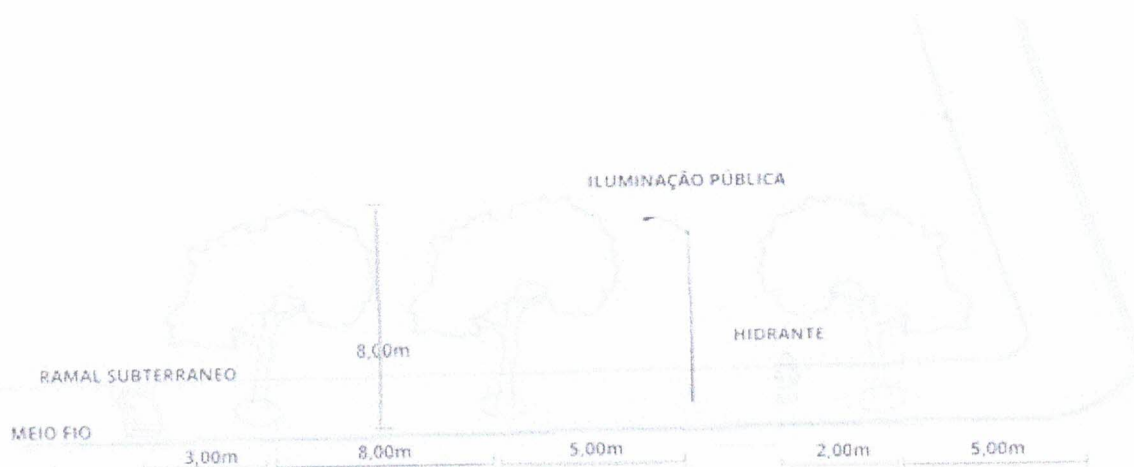 ILUMINAÇÃO PÚBLICA
HIDRANTE
8,00m
RAMAL SUBTERRANEO
MEIO FIO
3,00m 8,00m 5,00m 2,00m 5,00m